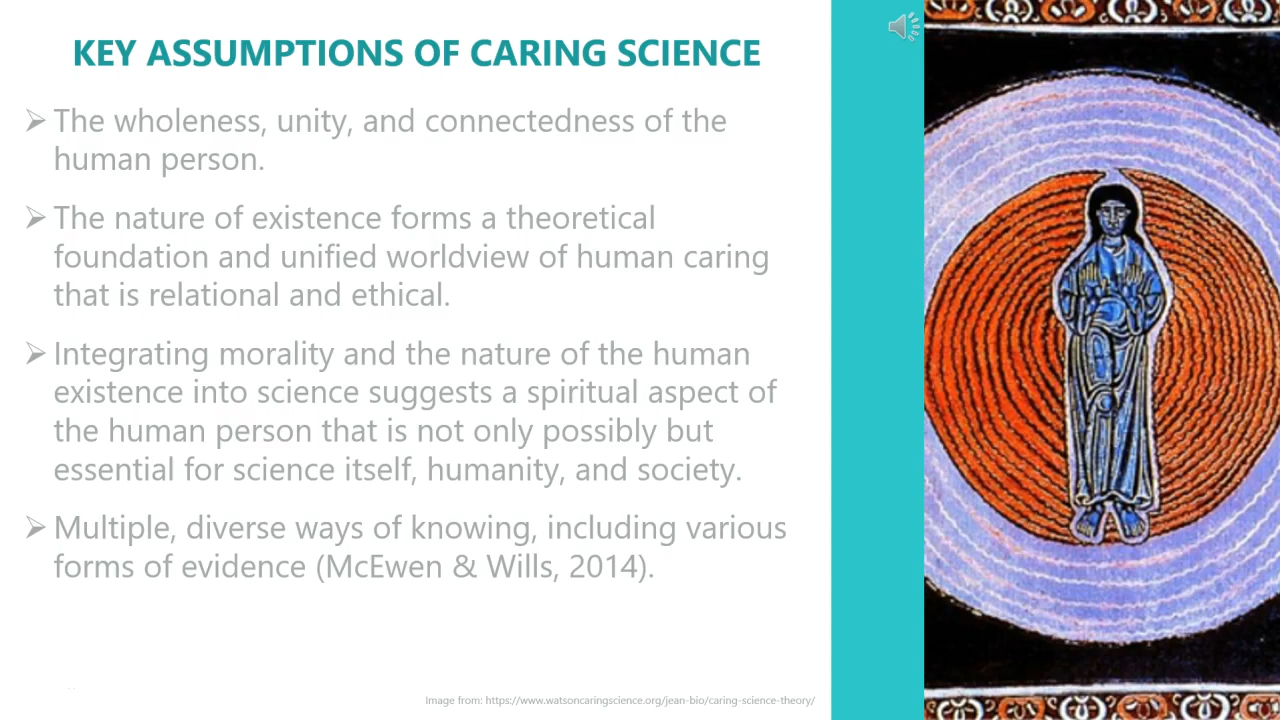 KEY ASSUMPTIONS OF CARING SCIENCE
The wholeness, unity, and connectedness of the
human person.
The nature of existence forms a theoretical
foundation and unified worldview of human caring
that is relational and ethical.
Integrating morality and the nature of the human
existence into science suggests a spiritual aspect of
the human person that is not only possibly but
essential for science itself, humanity, and society.
Multiple, diverse ways of knowing, including various
forms of evidence (McEwen & Wills, 2014).
Image from: https://www.watsoncaringscience.org/jean-bio/caring-science-theory/